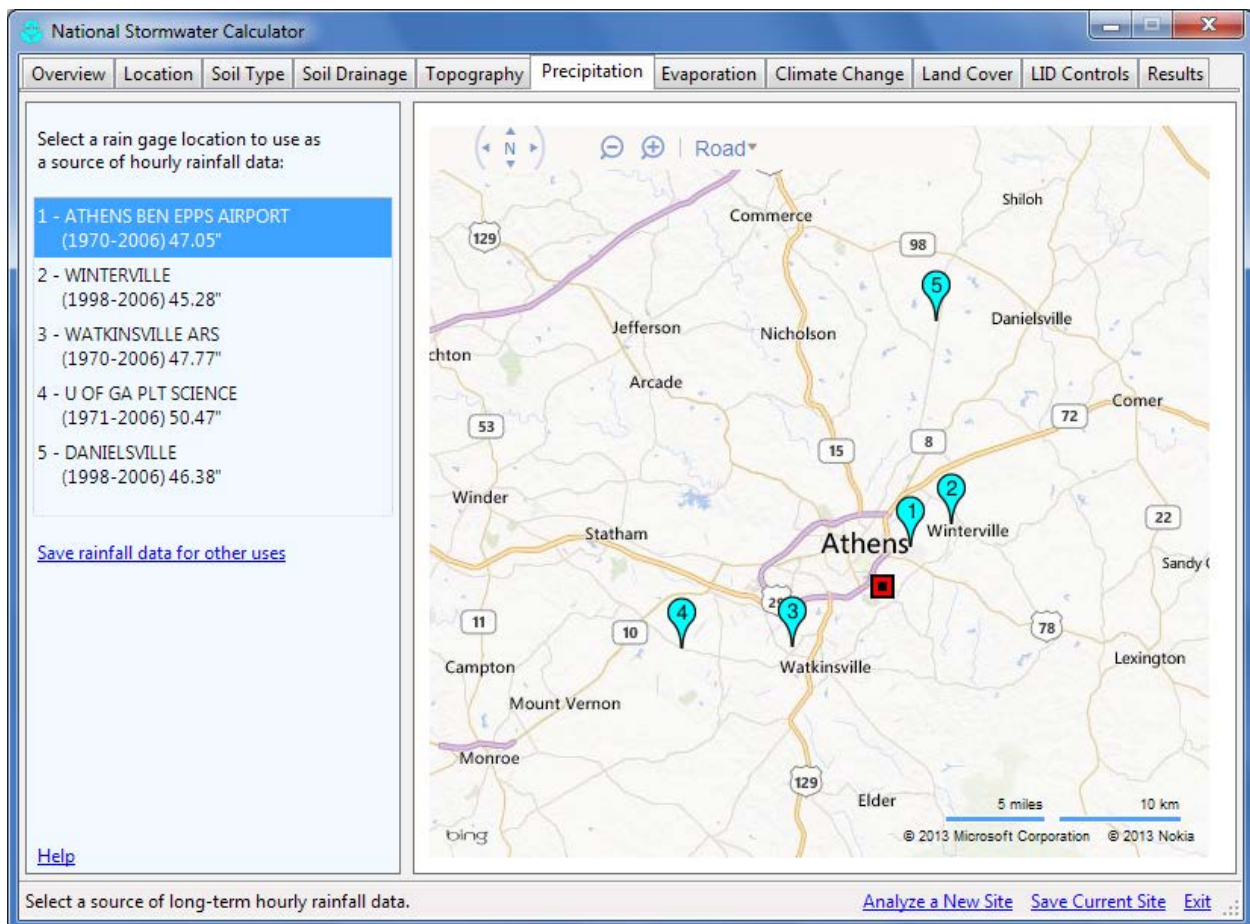 National Stormwater Calculator
Overview Location Soil Type Soil Drainage Topography Precipitation Evaporation Climate Change Land Cover LID Controls Results
Select a rain gage location to use as
a source of hourly rainfall data:
1 - ATHENS BEN EPPS AIRPORT
(1970-2006) 47.05"
2 - WINTERVILLE
(1998-2006) 45.28"
3 - WATKINSVILLE ARS
(1970-2006) 47.77"
4 - U OF GA PLT SCIENCE
(1971-2006) 50.47"
5 - DANIELSVILLE
(1998-2006) 46.38"
Save rainfall data for other uses
Help
N Road
Shiloh
Commerce
129
98
5
Jefferson
Nicholson
Danielsville
chton
Arcade
Comer
53
72
15
8
Winder
2
1
22
Statham
Athens
Winterville
Sandy
29
4
3
11
10
78
Campton
Watkinsville
Lexington
Mount Vernon
Monroe
129
Elder
5 miles 10 km
bing
© 2013 Microsoft Corporation © 2013 Nokia
Select a source of long-term hourly rainfall data.
Analyze a New Site Save Current Site Exit